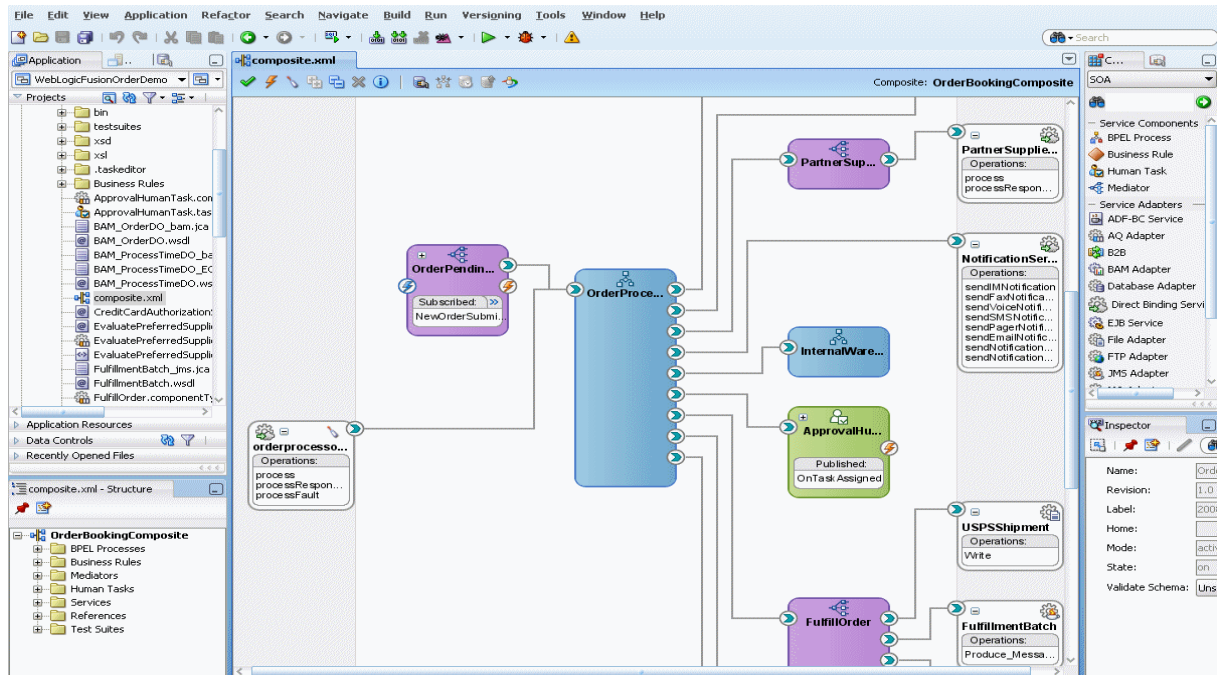 File Edit View Application Refactor Search Navigate Build Run Versioning Tools Window Help
Search
Application
WebLogicFusionOrderDemo
Projects
bin
testsuites
xsd
xsl
.taskeditor
Business Rules
ApprovalHumanTask.com
ApprovalHumanTask.tas
BAM_OrderDO_bam.jca
BAM_OrderDO.wsdl
BAM_ProcessTimeDO_ba
BAM_ProcessTimeDO_EC
BAM_ProcessTimeDO.ws
composite.xml
CreditCardAuthorization
EvaluatePreferredSuppli
EvaluatePreferredSuppli
EvaluatePreferredSuppli
FulfillmentBatch_jms.jca
FulfillmentBatch.wsdl
FulfillOrder.componentTy
Application Resources
Data Controls
Recently Opened Files
composite.xml - Structure
OrderBookingComposite
BPEL Processes
Business Rules
Mediators
Human Tasks
Services
References
Test Suites
composite.xml
Composite: OrderBookingComposite
OrderPendin...
Subscribed:
NewOrderSubmi...
orderprocesso...
Operations:
process
processRespon...
processFault
OrderProce...
PartnerSup...
InternalWare...
ApprovalHu...
Published:
OnTaskAssigned
FulfillOrder
PartnerSupplie...
Operations:
process
processRespon...
NotificationSer...
Operations:
sendIMNotification
sendFaxNotifica...
sendVoiceNotifi...
sendSMSNotific...
sendPagerNotifi...
sendEmailNotific...
sendNotification...
sendNotification...
USPSShipment
Operations:
Write
FulfillmentBatch
Operations:
Produce_Messa...
C...
SOA
Service Components
BPEL Process
Business Rule
Human Task
Mediator
Service Adapters
ADF-BC Service
AQ Adapter
B2B
BAM Adapter
Database Adapter
Direct Binding Servi
EJB Service
File Adapter
FTP Adapter
JMS Adapter
Inspector
Name: Orde
Revision: 1.0
Label: 2008
Home:
Mode: activ
State: on
Validate Schema: Uns